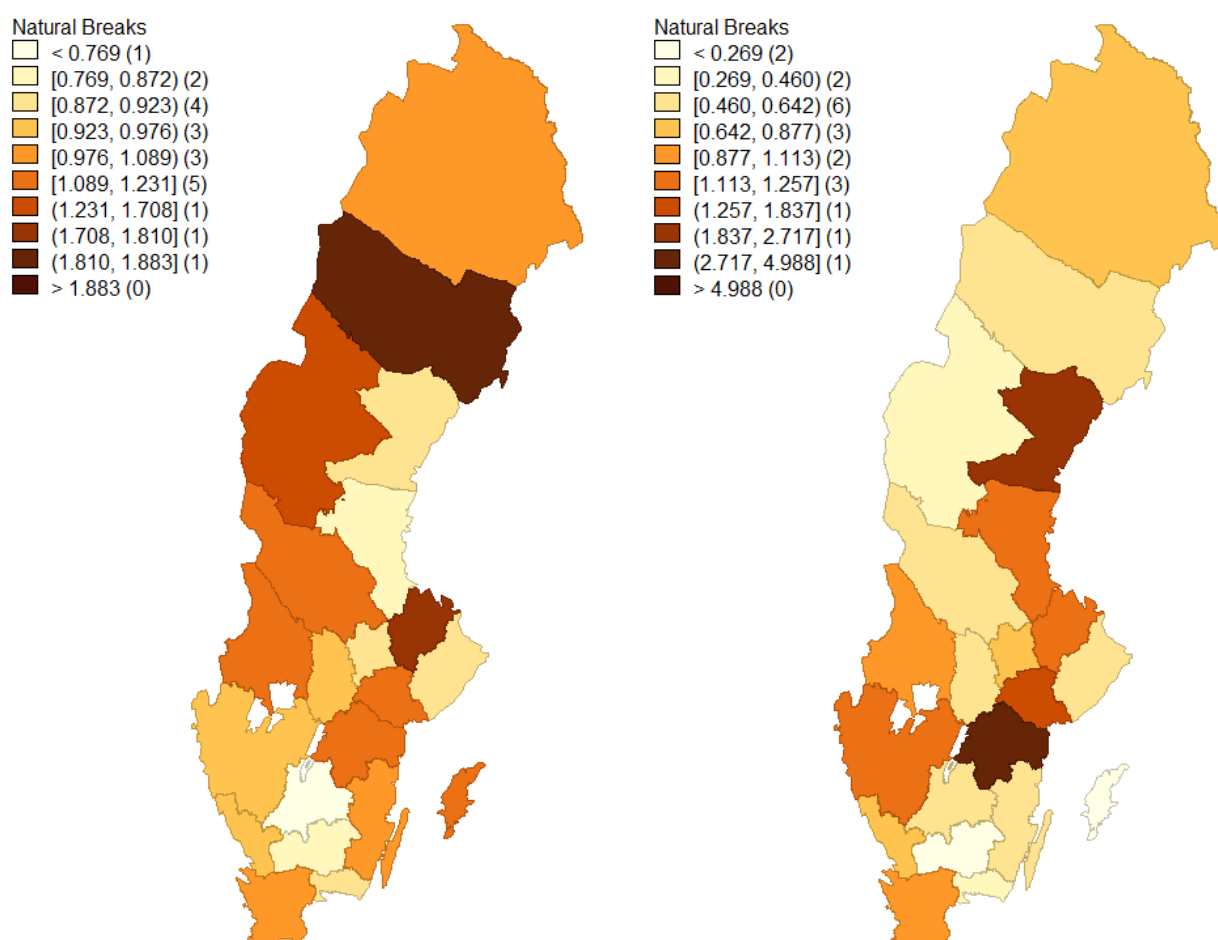 Natural Breaks
< 0.769 (1)
[0.769, 0.872) (2)
[0.872, 0.923) (4)
[0.923, 0.976) (3)
[0.976, 1.089) (3)
[1.089, 1.231] (5)
(1.231, 1.708] (1)
(1.708, 1.810] (1)
(1.810, 1.883] (1)
> 1.883 (0)
Natural Breaks
< 0.269 (2)
[0.269, 0.460) (2)
[0.460, 0.642) (6)
[0.642, 0.877) (3)
[0.877, 1.113) (2)
[1.113, 1.257] (3)
(1.257, 1.837] (1)
(1.837, 2.717] (1)
(2.717, 4.988] (1)
> 4.988 (0)